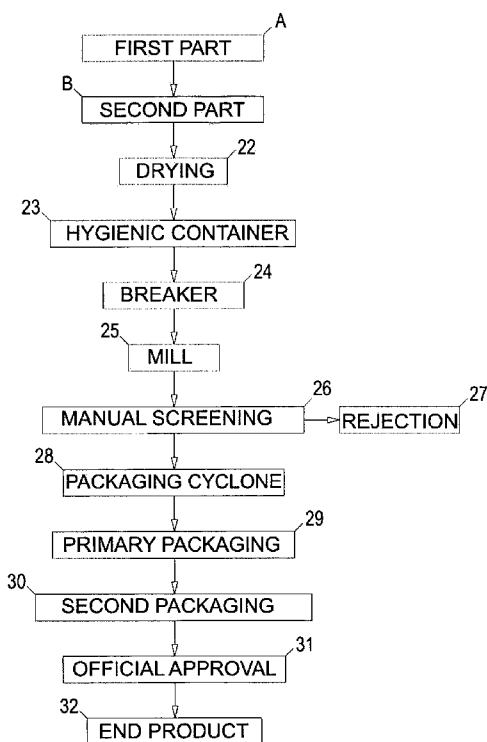 A
FIRST PART
B
SECOND PART
22
DRYING
23
HYGIENIC CONTAINER
24
BREAKER
25
MILL
26
27
MANUAL SCREENING
REJECTION
28
PACKAGING CYCLONE
29
PRIMARY PACKAGING
30
SECOND PACKAGING
31
OFFICIAL APPROVAL
32
END PRODUCT